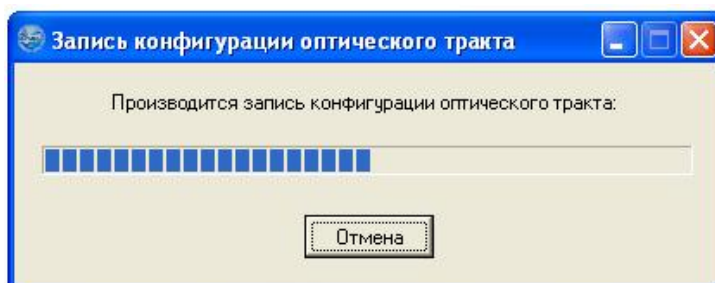 Запись конфигурации оптического тракта
Производится запись конфигурации оптического тракта:
Отмена